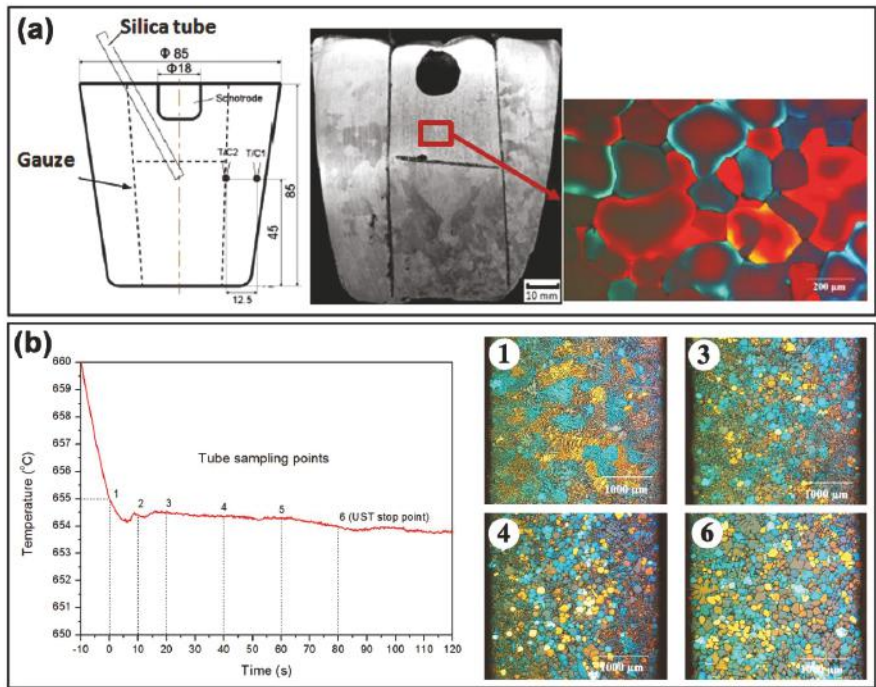 (a)
Silica tube
Φ 85
Φ18
Sonotrode
Gauze
T/C2
T/C1
85
45
12.5
10 mm
200 µm
(b)
660
659
658
657
656
655
654
653
652
651
650
Temperature (°C)
Tube sampling points
1
2
3
4
5
6 (UST stop point)
-10 0 10 20 30 40 50 60 70 80 90 100 110 120
Time (s)
1
1000 µm
3
1000 µm
4
1000 µm
6
1000 µm